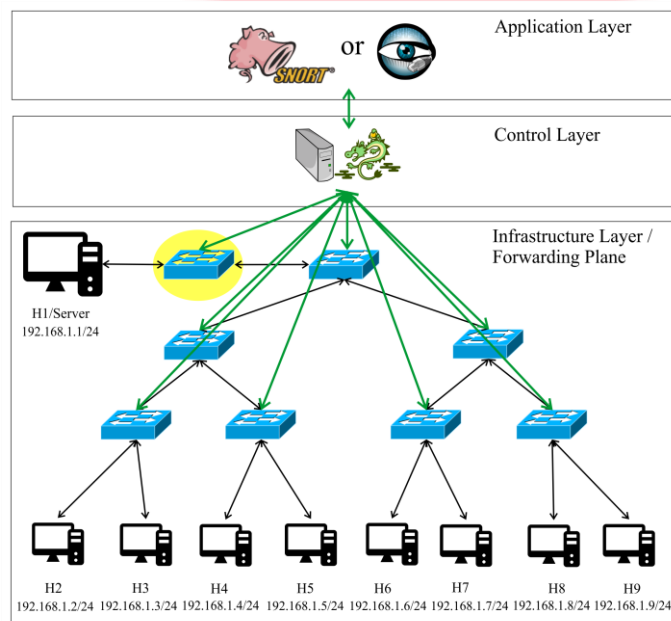 Application Layer
or
SNORT
Control Layer
Infrastructure Layer /
Forwarding Plane
H1/Server
192.168.1.1/24
H2 H3 H4 H5 H6 H7 H8 H9
192.168.1.2/24 192.168.1.3/24 192.168.1.4/24 192.168.1.5/24 192.168.1.6/24 192.168.1.7/24 192.168.1.8/24 192.168.1.9/24